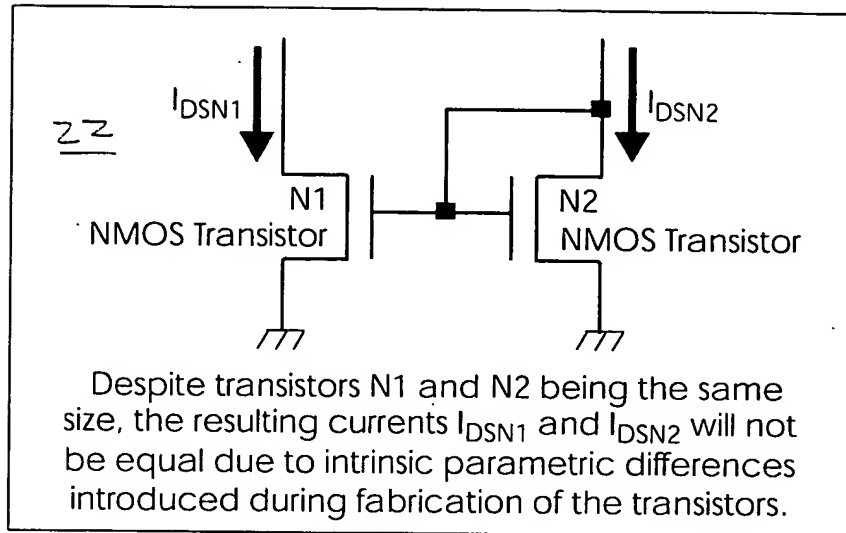 I_DSN1
I_DSN2
22
N1
N2
NMOS Transistor
NMOS Transistor
Despite transistors N1 and N2 being the same
size, the resulting currents I_DSN1 and I_DSN2 will not
be equal due to intrinsic parametric differences
introduced during fabrication of the transistors.